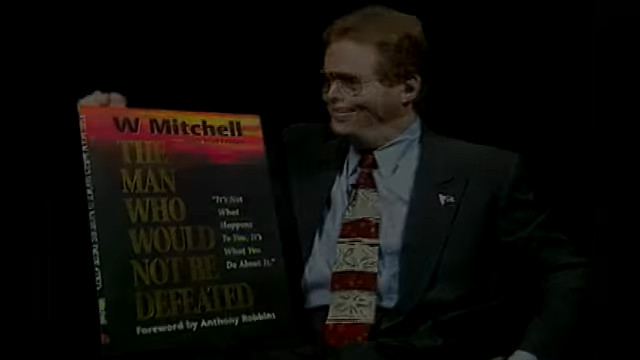 W Mitchell
THE
MAN
WHO
WOULD
NOT BE
DEFEATED
"It's Not
What
Happens
To You, It's
What You
Do About It."
Foreword by Anthony Robbins